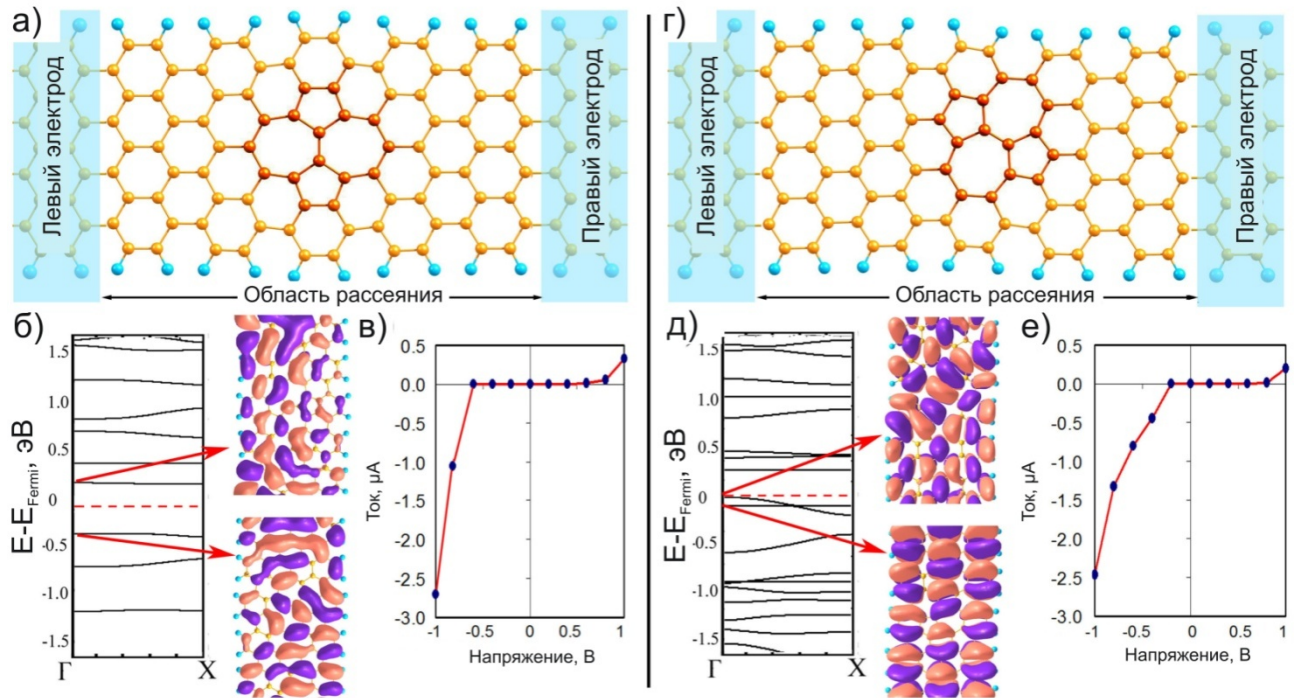 а)
Левый электрод
Правый электрод
Область рассеяния
б)
E-E_Fermi, эВ
1.5
1.0
0.5
0
-0.5
-1.0
-1.5
Γ X
в)
Ток, μA
0.5
0.0
-0.5
-1.0
-1.5
-2.0
-2.5
-3.0
-1 -0.5 0 0.5 1
Напряжение, В
г)
Левый электрод
Правый электрод
Область рассеяния
д)
E-E_Fermi, эВ
1.5
1.0
0.5
0
-0.5
-1.0
-1.5
Γ X
е)
Ток, μA
0.5
0.0
-0.5
-1.0
-1.5
-2.0
-2.5
-3.0
-1 -0.5 0 0.5 1
Напряжение, В